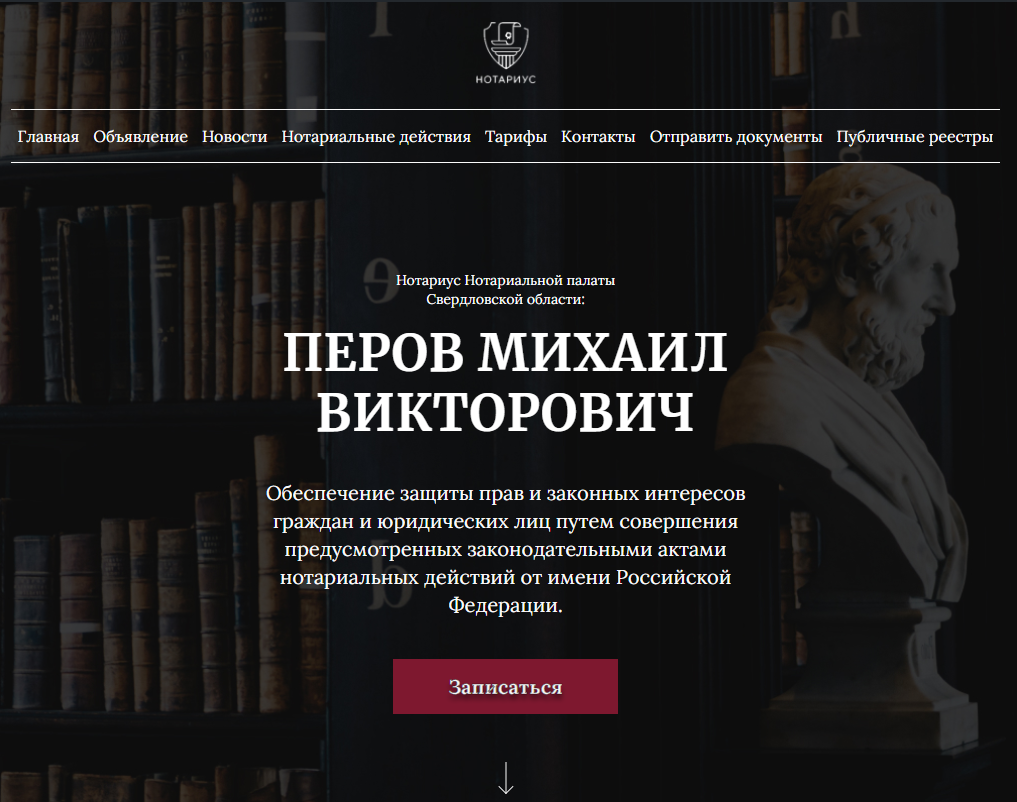 НОТАРИУС
Главная Объявление Новости Нотариальные действия Тарифы Контакты Отправить документы Публичные реестры
Нотариус Нотариальной палаты
Свердловской области:
ПЕРОВ МИХАИЛ
ВИКТОРОВИЧ
Обеспечение защиты прав и законных интересов
граждан и юридических лиц путем совершения
предусмотренных законодательными актами
нотариальных действий от имени Российской
Федерации.
Записаться